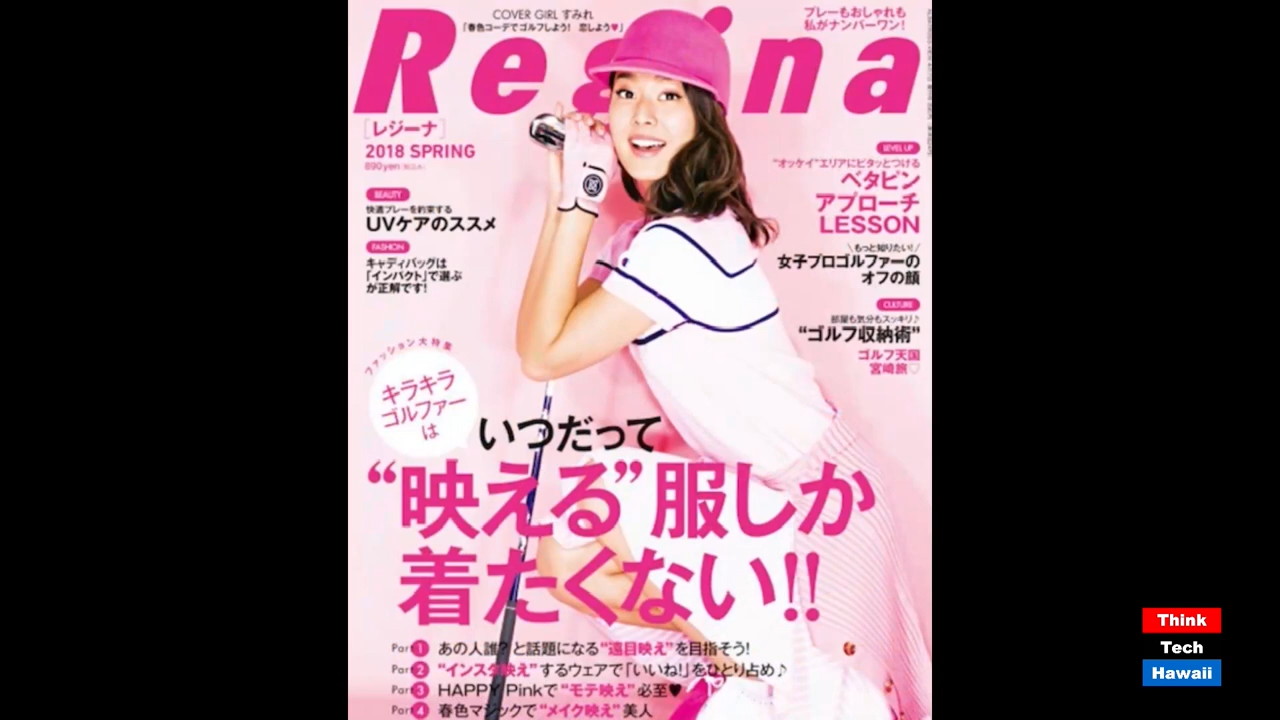 COVER GIRL すみれ
「春色コーデでゴルフしよう! 恋しよう♥」
プレーもおしゃれも
私がナンバーワン!
Regina
［レジーナ］
2018 SPRING
890yen
BEAUTY
快適プレーを約束する
UVケアのススメ
FASHION
キャディバッグは
「インパクト」で選ぶ
が正解です!
LEVEL UP
“オッケイ”エリアにピタッとつける
ベタピン
アプローチ
LESSON
\もっと知りたい!/
女子プロゴルファーの
オフの顔
CULTURE
部屋も気分もスッキリ♪
“ゴルフ収納術”
ゴルフ天国
宮崎旅♡
ファッション大特集
キラキラ
ゴルファー
は
いつだって
“映える”服しか
着たくない!!
Part 1 あの人誰?と話題になる“遠目映え”を目指そう!
Part 2 “インスタ映え”するウェアで「いいね!」をひとり占め♪
Part 3 HAPPY Pinkで“モテ映え”必至♥
Part 4 春色マジックで“メイク映え”美人
Think
Tech
Hawaii